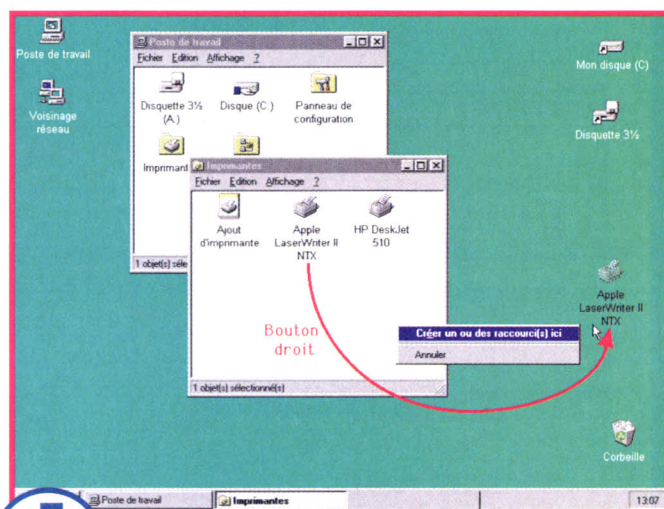 Poste de travail
Voisinage
réseau
Poste de travail
Fichier Edition Affichage ?
Disquette 3½
(A:)
Disque (C:)
Panneau de
configuration
Imprimant
1 objet(s) séle
Imprimantes
Fichier Edition Affichage ?
Ajout
d'imprimante
Apple
LaserWriter II
NTX
HP DeskJet
510
Bouton
droit
1 objet(s) sélectionné(s)
Créer un ou des raccourci(s) ici
Annuler
Mon disque (C)
Disquette 3½
Apple
LaserWriter II
NTX
Corbeille
Poste de travail
Imprimantes
13:07